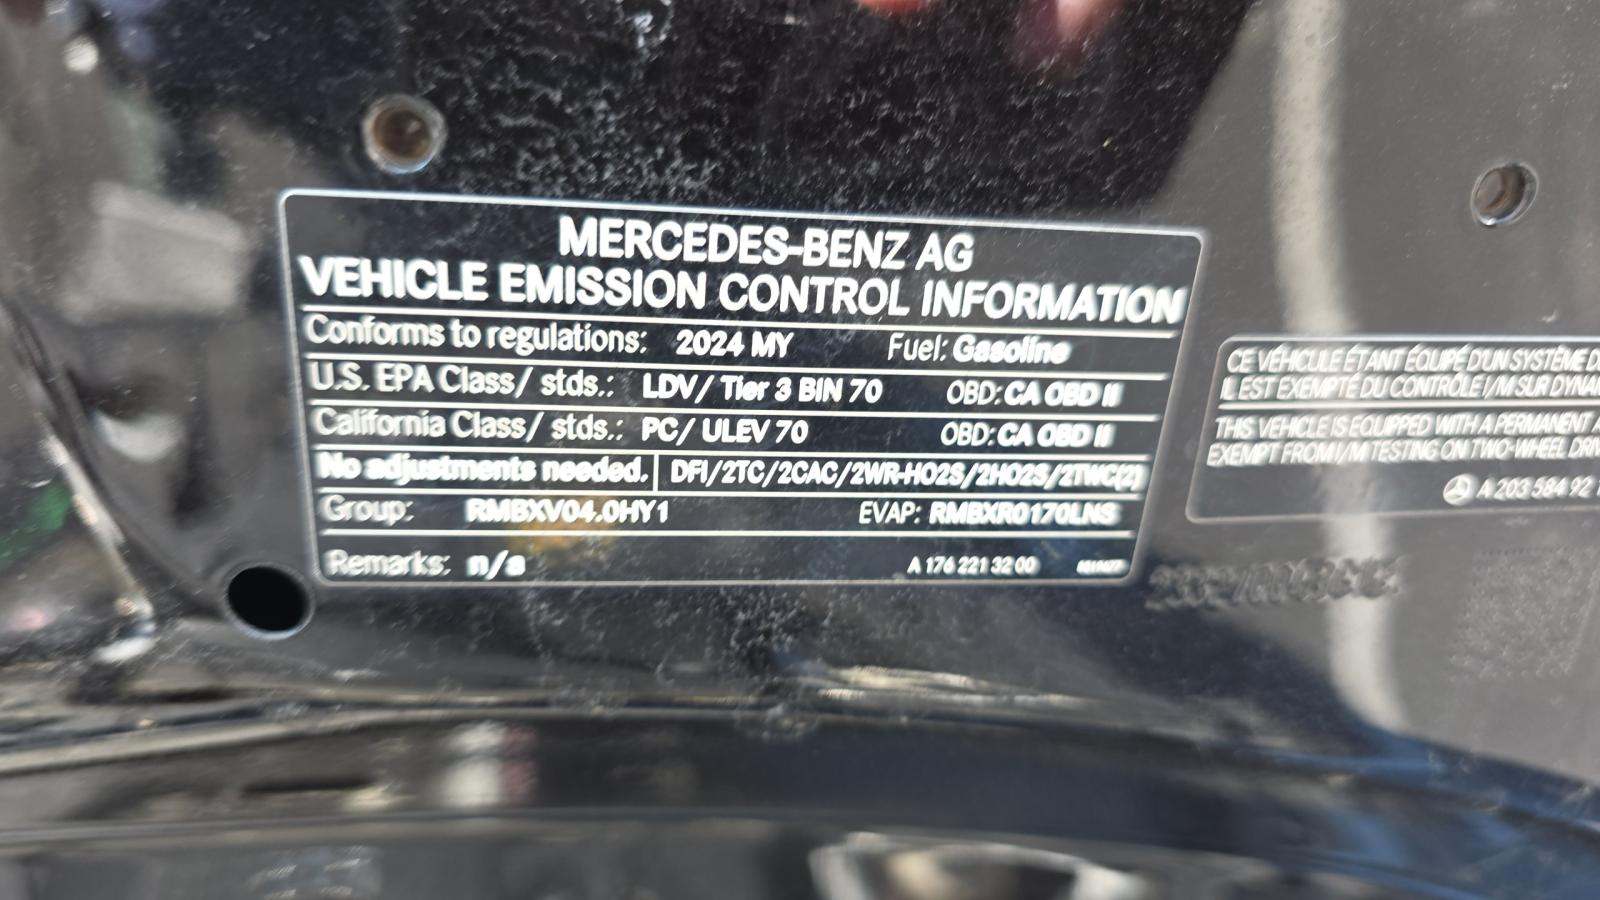 MERCEDES-BENZ AG
VEHICLE EMISSION CONTROL INFORMATION
Conforms to regulations: 2024 MY Fuel: Gasoline
U.S. EPA Class/ stds.: LDV/ Tier 3 BIN 70 OBD: CA OBD II
California Class/ stds.: PC/ ULEV 70 OBD: CA OBD II
No adjustments needed. DFI/2TC/2CAC/2WR-HO2S/2HO2S/2TWC(2)
Group: RMBXV04.0HY1 EVAP: RMBXR0170LNS
Remarks: n/a A 176 221 32 00
CE VÉHICULE ÉTANT ÉQUIPÉ D'UN SYSTÈME
IL EST EXEMPTÉ DU CONTRÔLE I/M SUR
THIS VEHICLE IS EQUIPPED WITH A PERMANENT
EXEMPT FROM I/M TESTING ON TWO-WHEEL
A 203 584 92